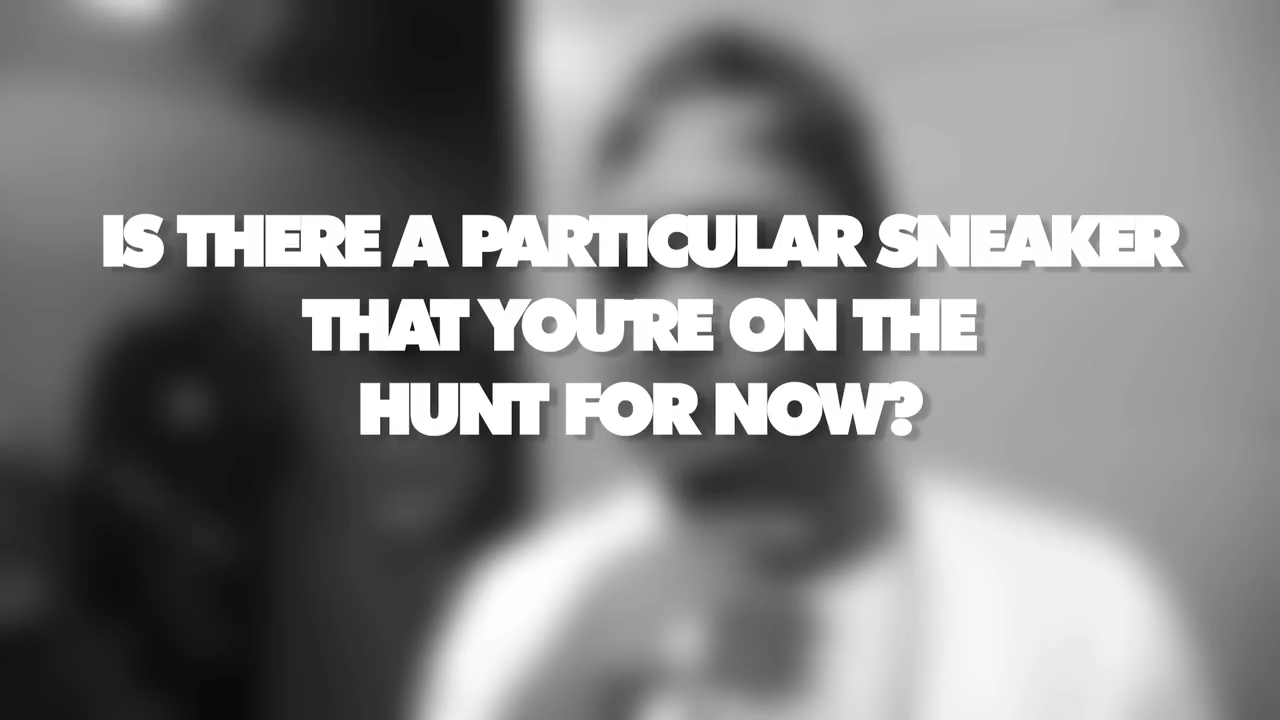 IS THERE A PARTICULAR SNEAKER
THAT YOU'RE ON THE
HUNT FOR NOW?